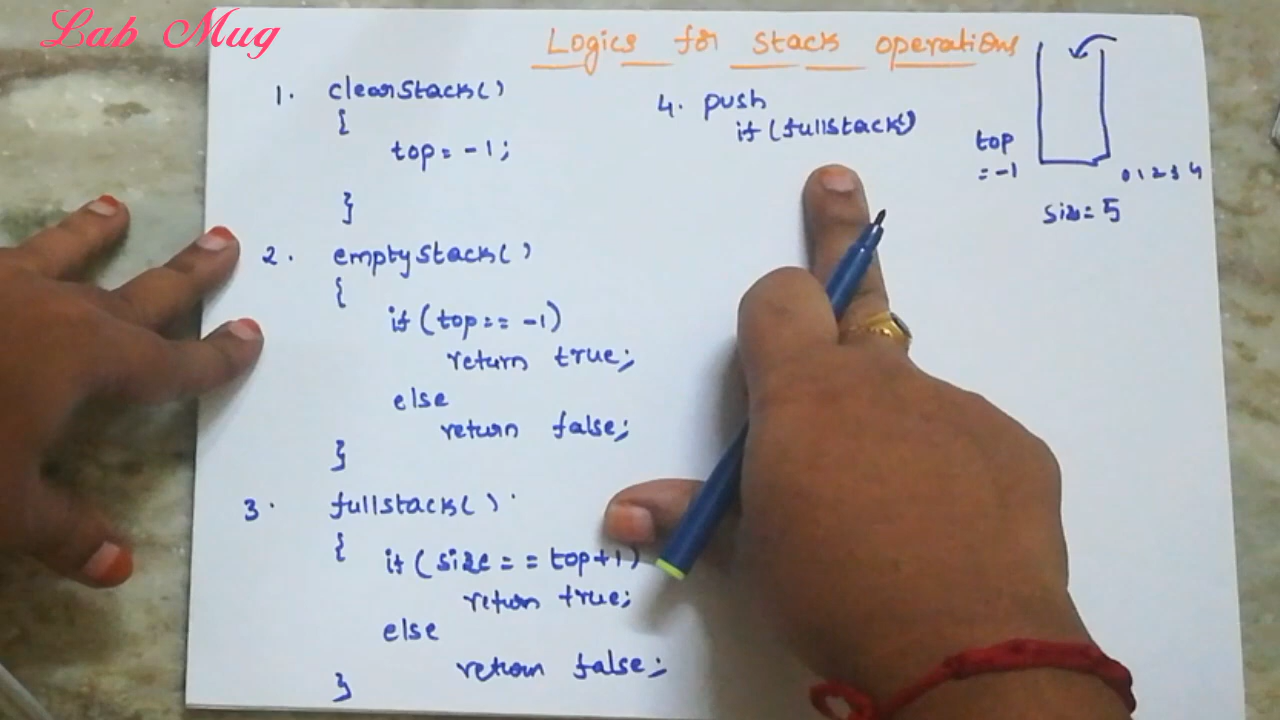 Lab Mug
Logics for stack operations
1. clearstack()
{
top = -1;
}
2. emptystack()
{
if (top == -1)
return true;
else
return false;
}
3. fullstack()
{ if (size == top+1)
return true;
else
return false;
}
4. push
if (fullstack)
top
= -1
0 1 2 3 4
size = 5